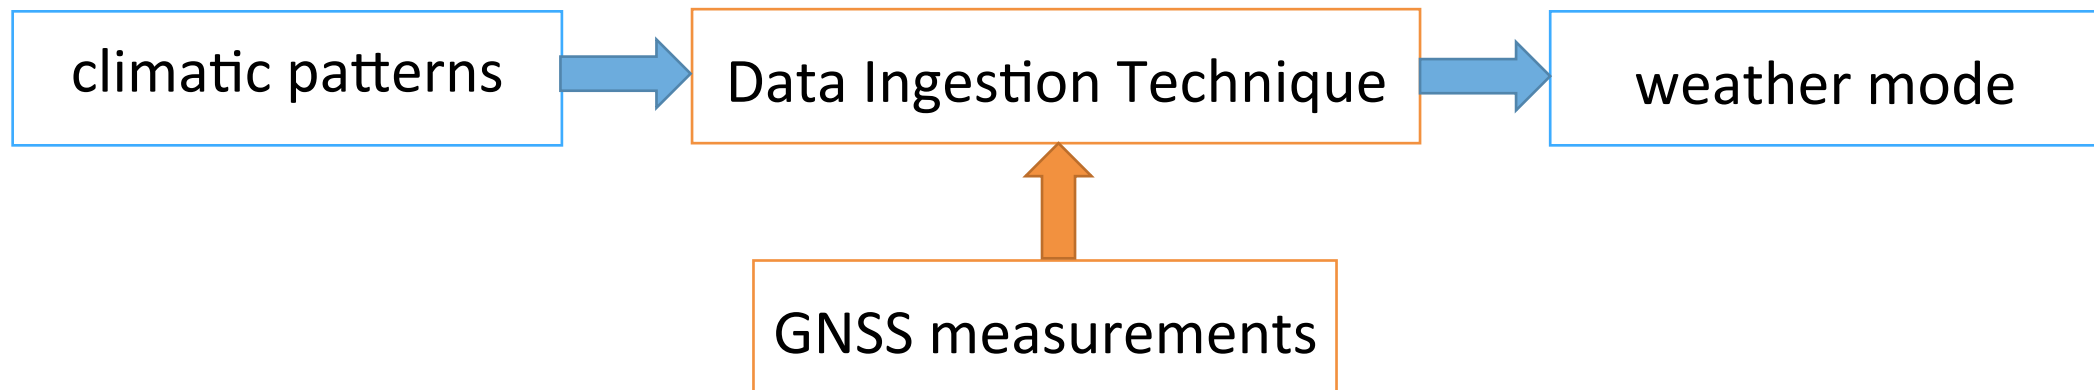 climatic patterns
Data Ingestion Technique
weather mode
GNSS measurements